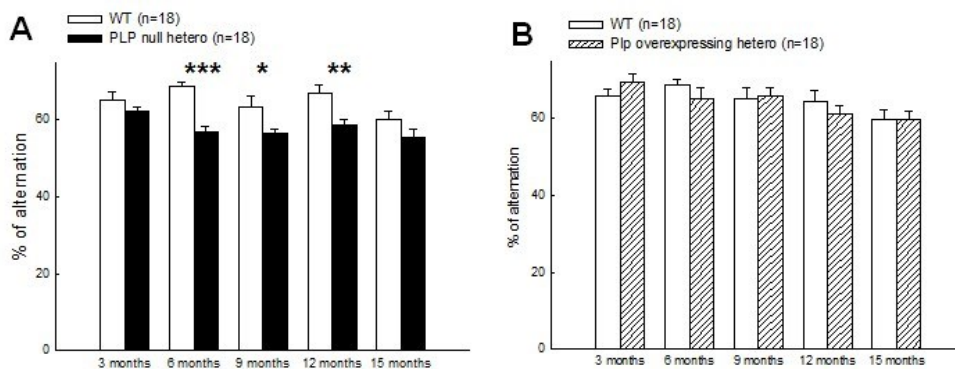 A
WT (n=18)
PLP null hetero (n=18)
*** * **
% of alternation
60
40
20
0
3 months 6 months 9 months 12 months 15 months
B
WT (n=18)
Plp overexpressing hetero (n=18)
% of alternation
60
40
20
0
3 months 6 months 9 months 12 months 15 months